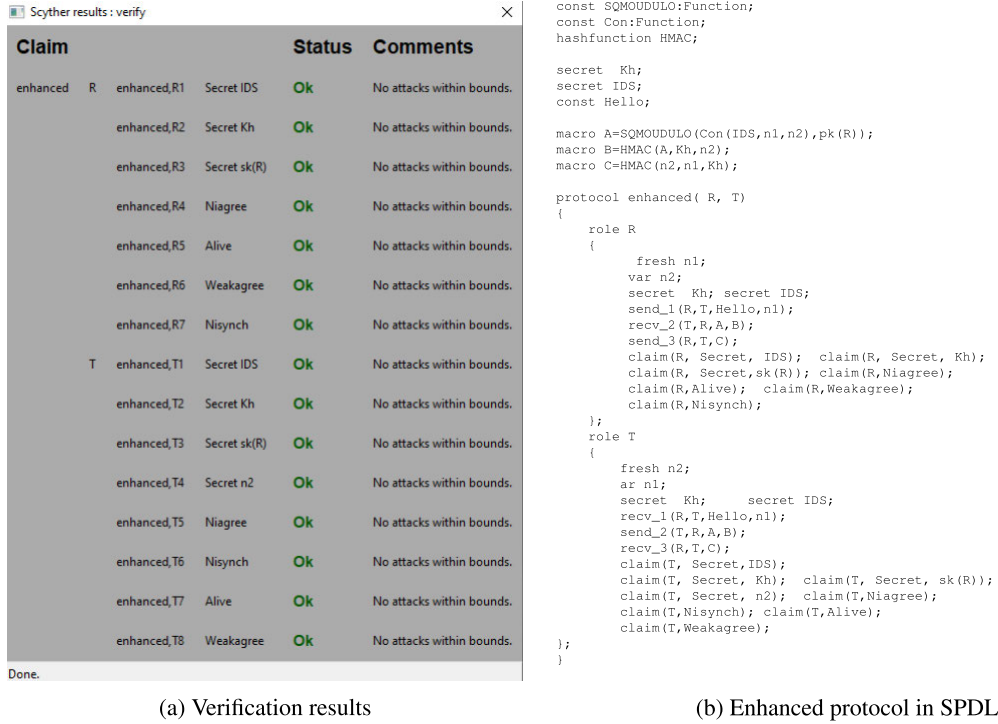 Scyther results : verify
Claim Status Comments
enhanced R enhanced,R1 Secret IDS Ok No attacks within bounds.
enhanced,R2 Secret Kh Ok No attacks within bounds.
enhanced,R3 Secret sk(R) Ok No attacks within bounds.
enhanced,R4 Niagree Ok No attacks within bounds.
enhanced,R5 Alive Ok No attacks within bounds.
enhanced,R6 Weakagree Ok No attacks within bounds.
enhanced,R7 Nisynch Ok No attacks within bounds.
T enhanced,T1 Secret IDS Ok No attacks within bounds.
enhanced,T2 Secret Kh Ok No attacks within bounds.
enhanced,T3 Secret sk(R) Ok No attacks within bounds.
enhanced,T4 Secret n2 Ok No attacks within bounds.
enhanced,T5 Niagree Ok No attacks within bounds.
enhanced,T6 Nisynch Ok No attacks within bounds.
enhanced,T7 Alive Ok No attacks within bounds.
enhanced,T8 Weakagree Ok No attacks within bounds.
Done.
(a) Verification results
const SQMOUDULO:Function;
const Con:Function;
hashfunction HMAC;
secret Kh;
secret IDS;
const Hello;
macro A=SQMOUDULO(Con(IDS,n1,n2),pk(R));
macro B=HMAC(A,Kh,n2);
macro C=HMAC(n2,n1,Kh);
protocol enhanced( R, T)
{
role R
{
fresh n1;
var n2;
secret Kh; secret IDS;
send_1(R,T,Hello,n1);
recv_2(T,R,A,B);
send_3(R,T,C);
claim(R, Secret, IDS); claim(R, Secret, Kh);
claim(R, Secret,sk(R)); claim(R,Niagree);
claim(R,Alive); claim(R,Weakagree);
claim(R,Nisynch);
};
role T
{
fresh n2;
ar n1;
secret Kh; secret IDS;
recv_1(R,T,Hello,n1);
send_2(T,R,A,B);
recv_3(R,T,C);
claim(T, Secret,IDS);
claim(T, Secret, Kh); claim(T, Secret, sk(R));
claim(T, Secret, n2); claim(T,Niagree);
claim(T,Nisynch); claim(T,Alive);
claim(T,Weakagree);
};
}
(b) Enhanced protocol in SPDL